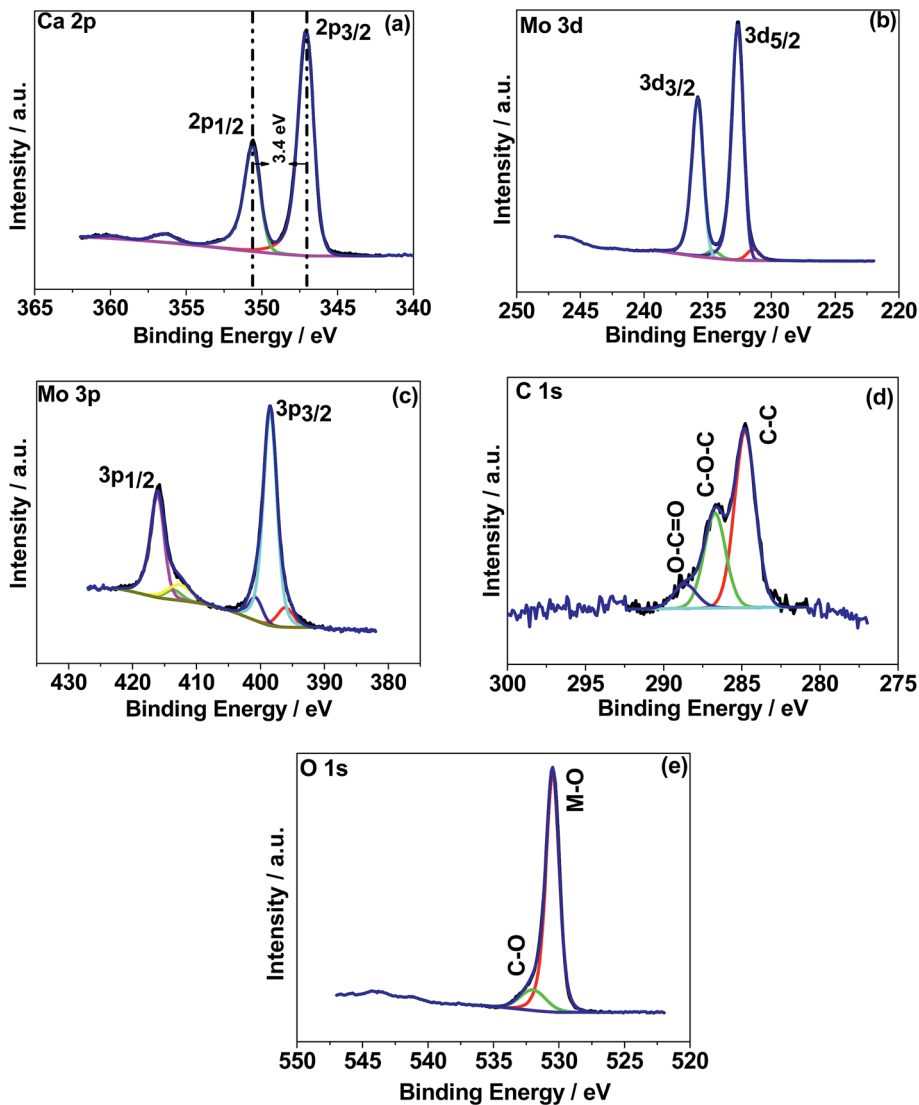 Ca 2p
(a)
2p3/2
2p1/2
3.4 eV
Intensity / a.u.
365 360 355 350 345 340
Binding Energy / eV
Mo 3d
(b)
3d5/2
3d3/2
Intensity / a.u.
250 245 240 235 230 225 220
Binding Energy / eV
Mo 3p
(c)
3p3/2
3p1/2
Intensity / a.u.
430 420 410 400 390 380
Binding Energy / eV
C 1s
(d)
C-C
C-O-C
O-C=O
Intensity / a.u.
300 295 290 285 280 275
Binding Energy / eV
O 1s
(e)
M-O
C-O
Intensity / a.u.
550 545 540 535 530 525 520
Binding Energy / eV